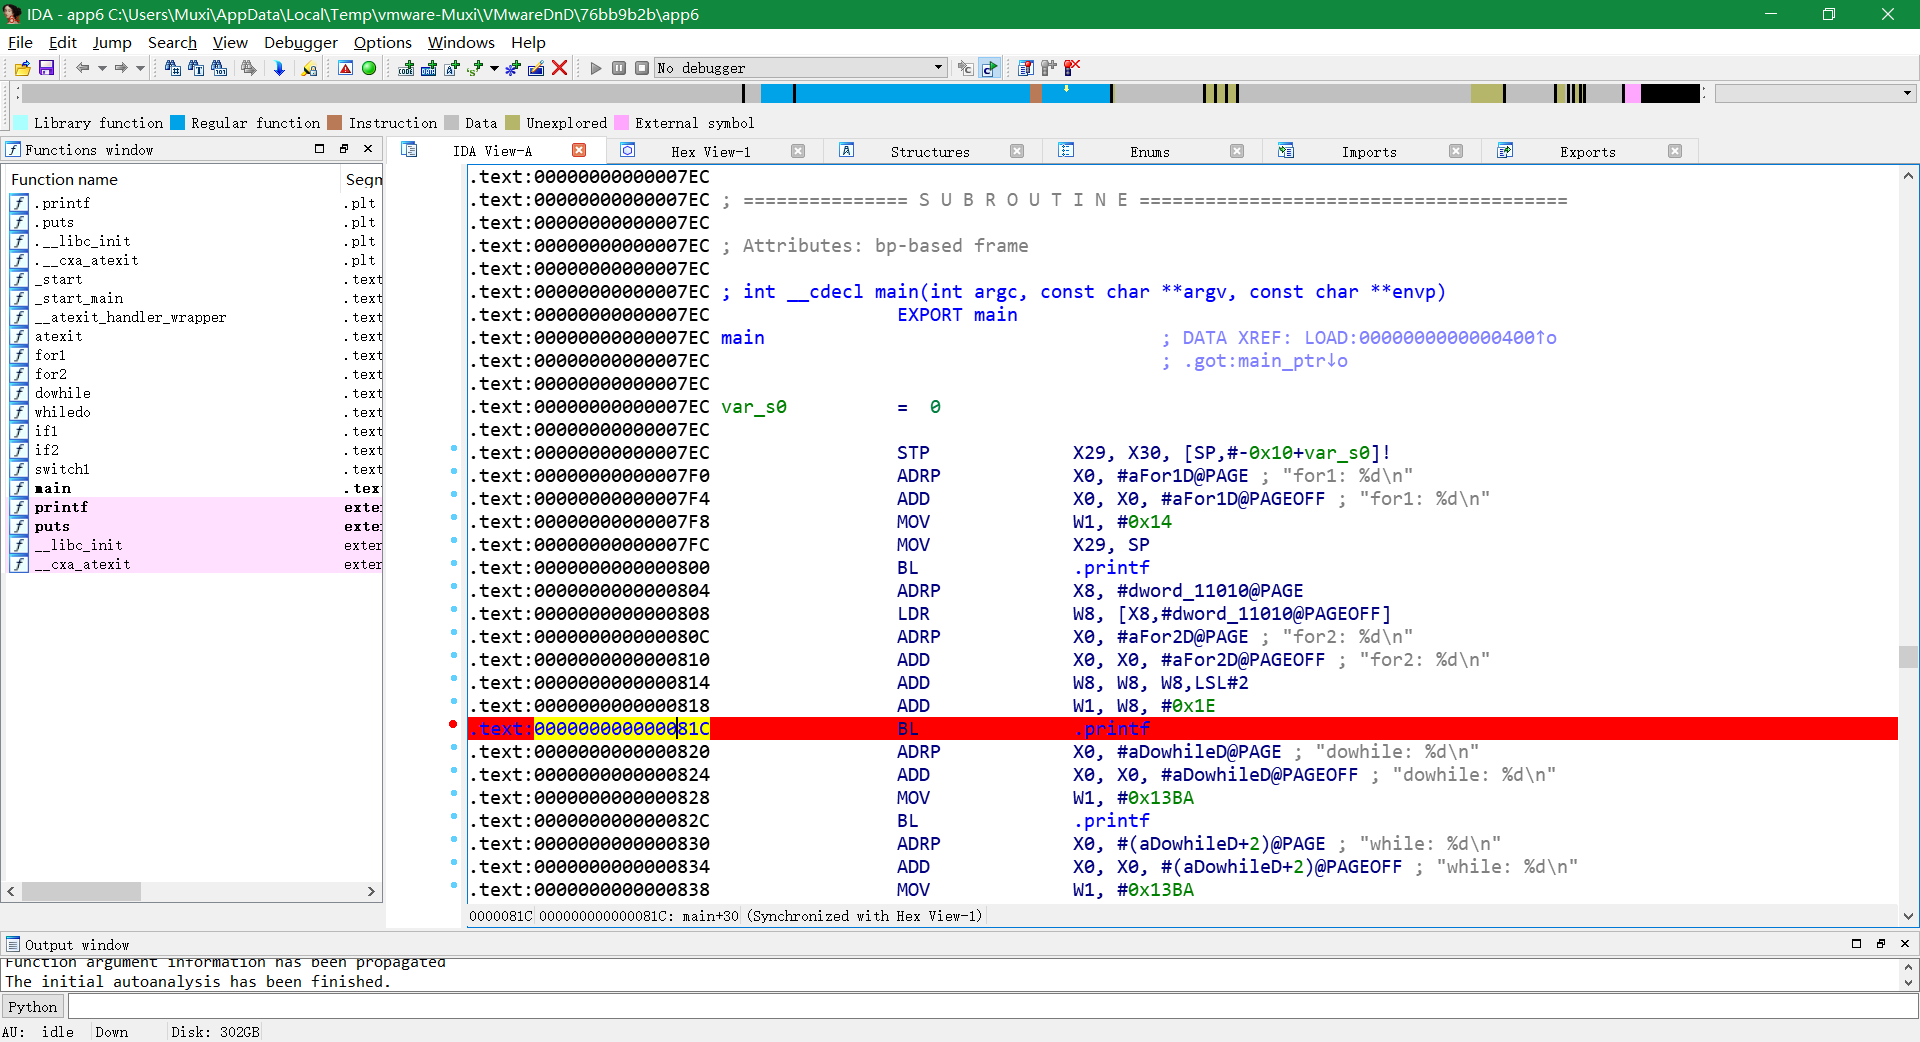 IDA - app6 C:\Users\Muxi\AppData\Local\Temp\vmware-Muxi\VMwareDnD\76bb9b2b\app6
File Edit Jump Search View Debugger Options Windows Help
No debugger
Library function Regular function Instruction Data Unexplored External symbol
Functions window
IDA View-A Hex View-1 Structures Enums Imports Exports
Function name Segm
.printf .plt
.puts .plt
.__libc_init .plt
.__cxa_atexit .plt
_start .text
_start_main .text
__atexit_handler_wrapper .text
atexit .text
for1 .text
for2 .text
dowhile .text
whiledo .text
if1 .text
if2 .text
switch1 .text
main .tex
printf exte
puts exte
__libc_init exter
__cxa_atexit exter
.text:00000000000007EC
.text:00000000000007EC ; =============== S U B R O U T I N E =======================================
.text:00000000000007EC
.text:00000000000007EC ; Attributes: bp-based frame
.text:00000000000007EC
.text:00000000000007EC ; int __cdecl main(int argc, const char **argv, const char **envp)
.text:00000000000007EC EXPORT main
.text:00000000000007EC main ; DATA XREF: LOAD:0000000000000400↑o
.text:00000000000007EC ; .got:main_ptr↓o
.text:00000000000007EC
.text:00000000000007EC var_s0 = 0
.text:00000000000007EC
.text:00000000000007EC STP X29, X30, [SP,#-0x10+var_s0]!
.text:00000000000007F0 ADRP X0, #aFor1D@PAGE ; "for1: %d\n"
.text:00000000000007F4 ADD X0, X0, #aFor1D@PAGEOFF ; "for1: %d\n"
.text:00000000000007F8 MOV W1, #0x14
.text:00000000000007FC MOV X29, SP
.text:0000000000000800 BL .printf
.text:0000000000000804 ADRP X8, #dword_11010@PAGE
.text:0000000000000808 LDR W8, [X8,#dword_11010@PAGEOFF]
.text:000000000000080C ADRP X0, #aFor2D@PAGE ; "for2: %d\n"
.text:0000000000000810 ADD X0, X0, #aFor2D@PAGEOFF ; "for2: %d\n"
.text:0000000000000814 ADD W8, W8, W8,LSL#2
.text:0000000000000818 ADD W1, W8, #0x1E
.text:000000000000081C BL .printf
.text:0000000000000820 ADRP X0, #aDowhileD@PAGE ; "dowhile: %d\n"
.text:0000000000000824 ADD X0, X0, #aDowhileD@PAGEOFF ; "dowhile: %d\n"
.text:0000000000000828 MOV W1, #0x13BA
.text:000000000000082C BL .printf
.text:0000000000000830 ADRP X0, #(aDowhileD+2)@PAGE ; "while: %d\n"
.text:0000000000000834 ADD X0, X0, #(aDowhileD+2)@PAGEOFF ; "while: %d\n"
.text:0000000000000838 MOV W1, #0x13BA
0000081C 000000000000081C: main+30 (Synchronized with Hex View-1)
Output window
Function argument information has been propagated
The initial autoanalysis has been finished.
Python
AU: idle Down Disk: 302GB